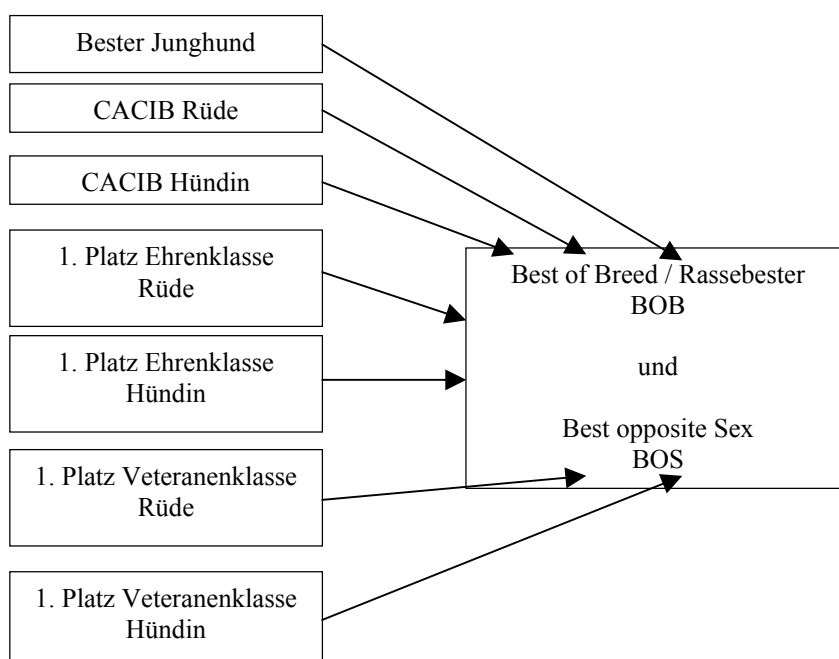 Bester Junghund
CACIB Rüde
CACIB Hündin
1. Platz Ehrenklasse
Rüde
1. Platz Ehrenklasse
Hündin
1. Platz Veteranenklasse
Rüde
1. Platz Veteranenklasse
Hündin
Best of Breed / Rassebester
BOB
und
Best opposite Sex
BOS